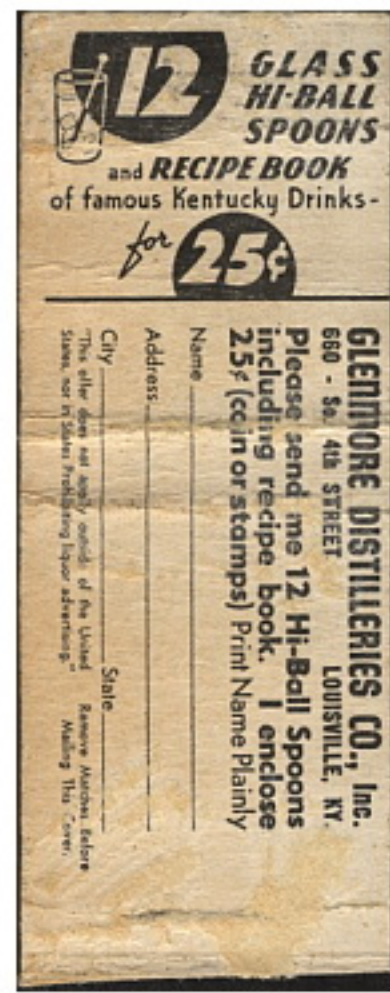 12
GLASS
HI-BALL
SPOONS
and RECIPE BOOK
of famous Kentucky Drinks-
for 25¢
GLENMORE DISTILLERIES CO., Inc.
660 - So. 4th STREET LOUISVILLE, KY.
Please send me 12 Hi-Ball Spoons
including recipe book. I enclose
25¢ (coin or stamps) Print Name Plainly
Name
Address
City State
"This offer does not apply outside of the United
States, nor in States Prohibiting liquor advertising."
Remove Matches Before
Mailing This Cover.